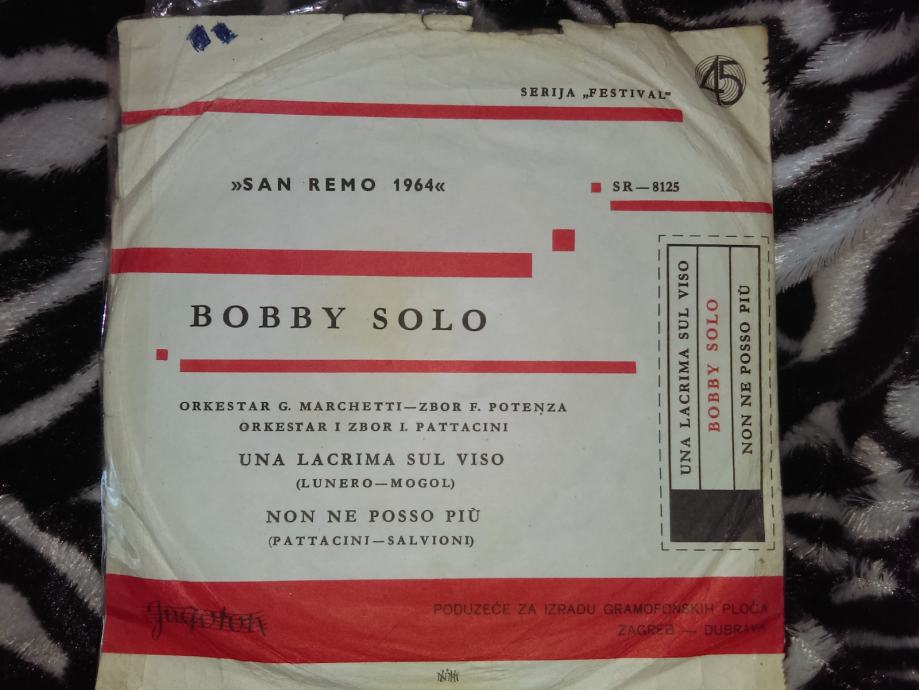 SERIJA „FESTIVAL”
45
»SAN REMO 1964«
SR—8125
BOBBY SOLO
ORKESTAR G. MARCHETTI—ZBOR F. POTENZA
ORKESTAR I ZBOR I. PATTACINI
UNA LACRIMA SUL VISO
(LUNERO—MOGOL)
NON NE POSSO PIÙ
(PATTACINI—SALVIONI)
UNA LACRIMA SUL VISO
BOBBY SOLO
NON NE POSSO PIÙ
Jugoton
PODUZEĆE ZA IZRADU GRAMOFONSKIH PLOČA
ZAGREB — DUBRAVA